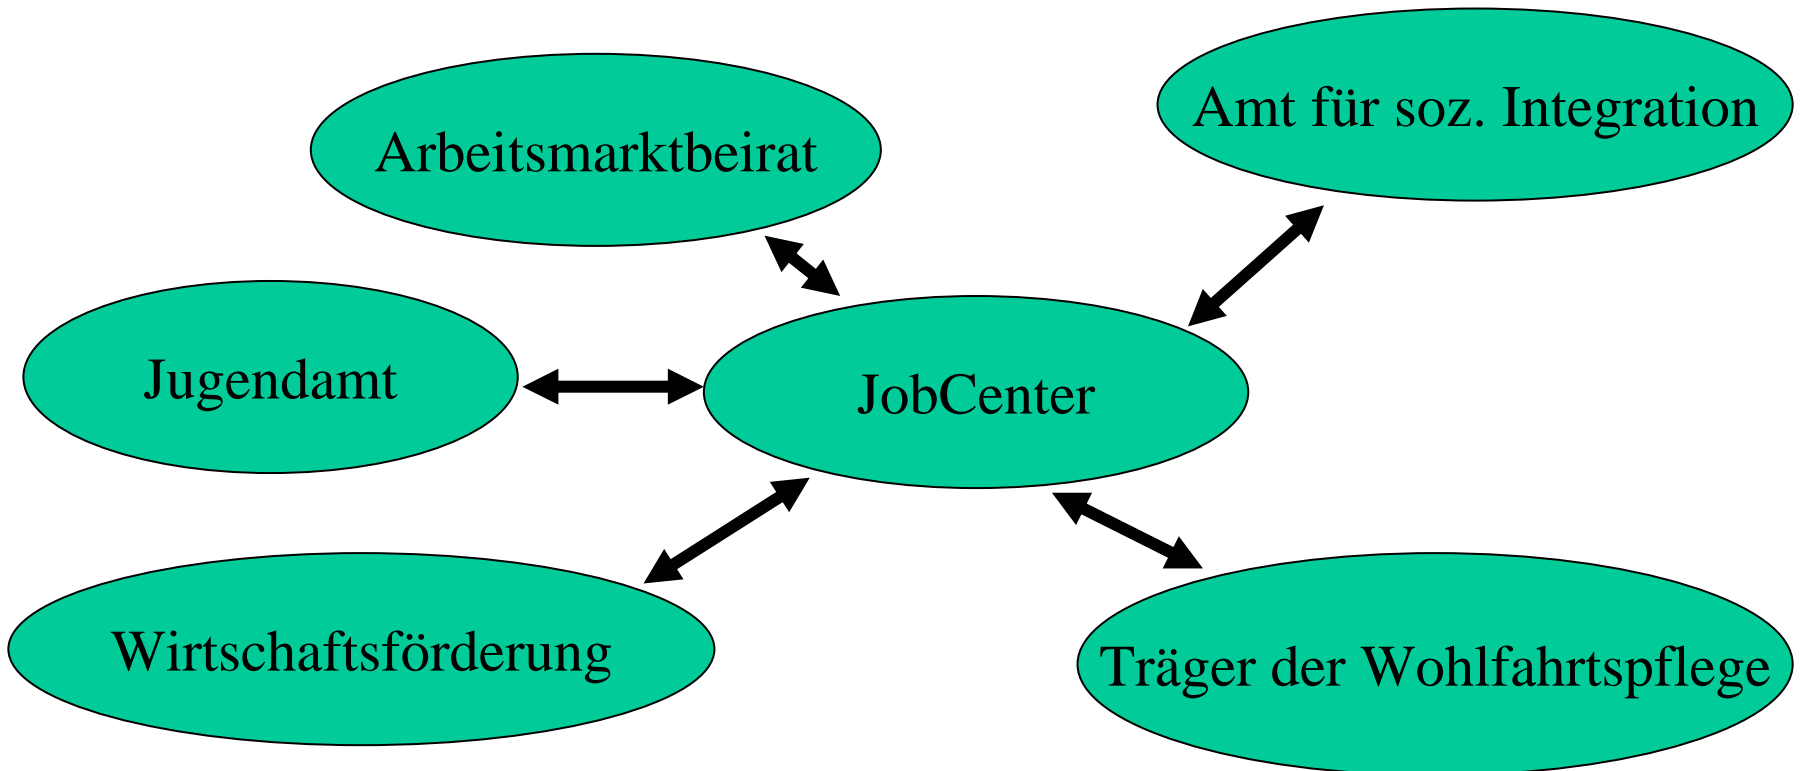 Amt für soz. Integration
Arbeitsmarktbeirat
Jugendamt
JobCenter
Wirtschaftsförderung
Träger der Wohlfahrtspflege